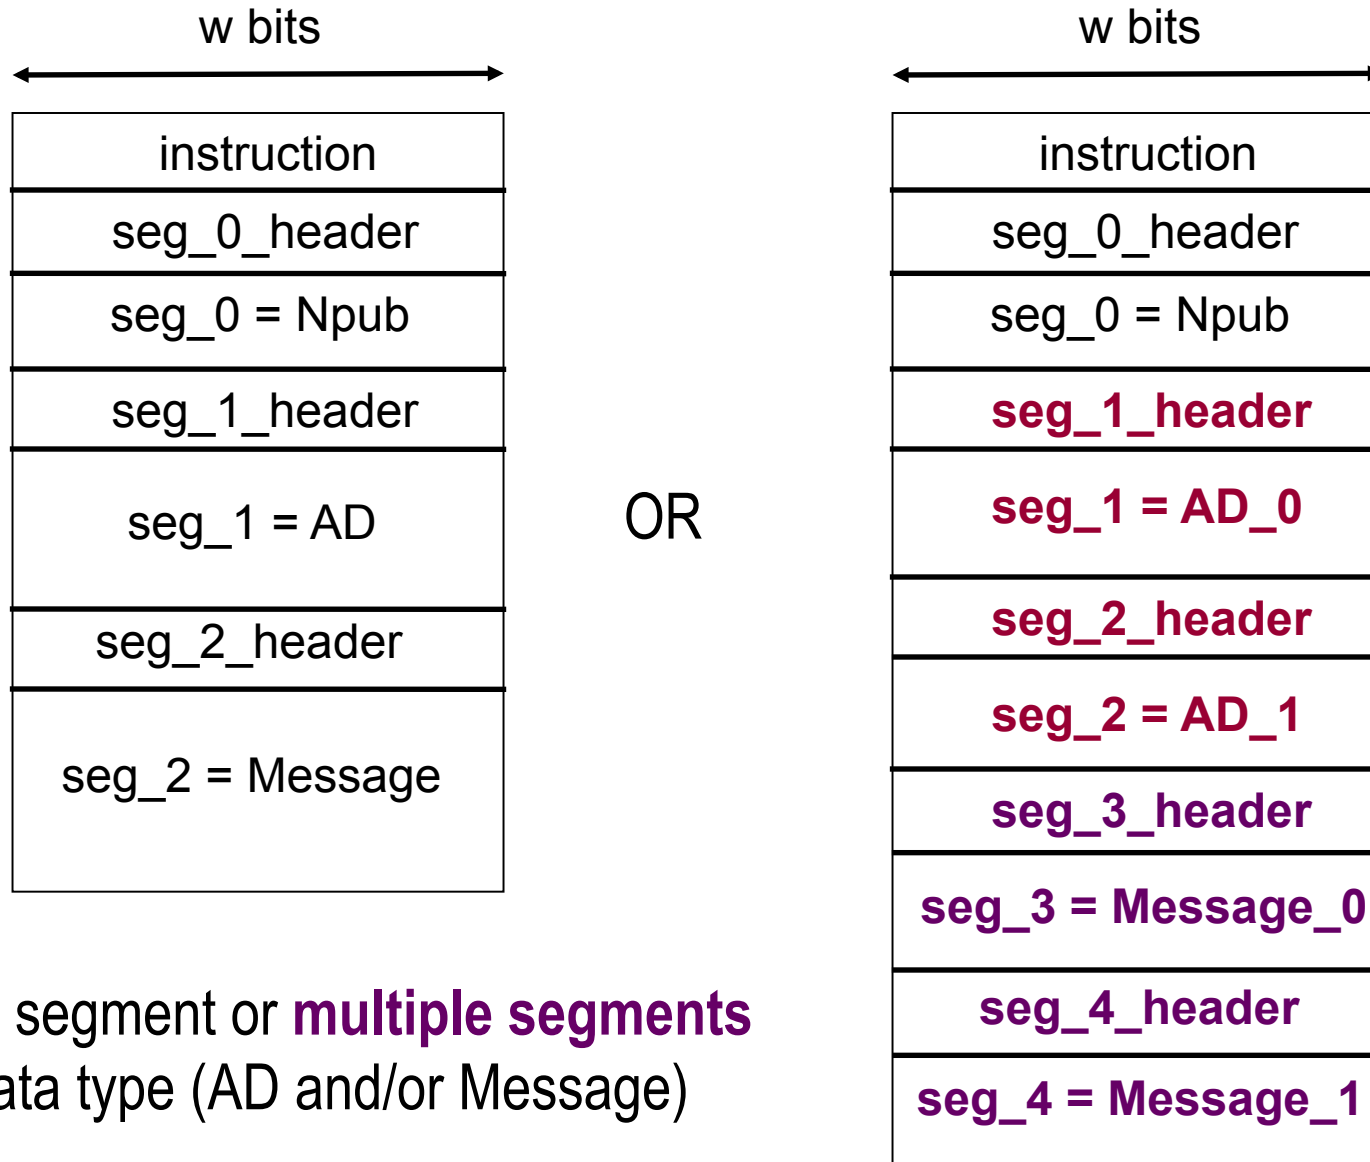 w bits
instruction
seg_0_header
seg_0 = Npub
seg_1_header
seg_1 = AD
seg_2_header
seg_2 = Message
OR
w bits
instruction
seg_0_header
seg_0 = Npub
seg_1_header
seg_1 = AD_0
seg_2_header
seg_2 = AD_1
seg_3_header
seg_3 = Message_0
seg_4_header
seg_4 = Message_1
segment or multiple segments
type (AD and/or Message)